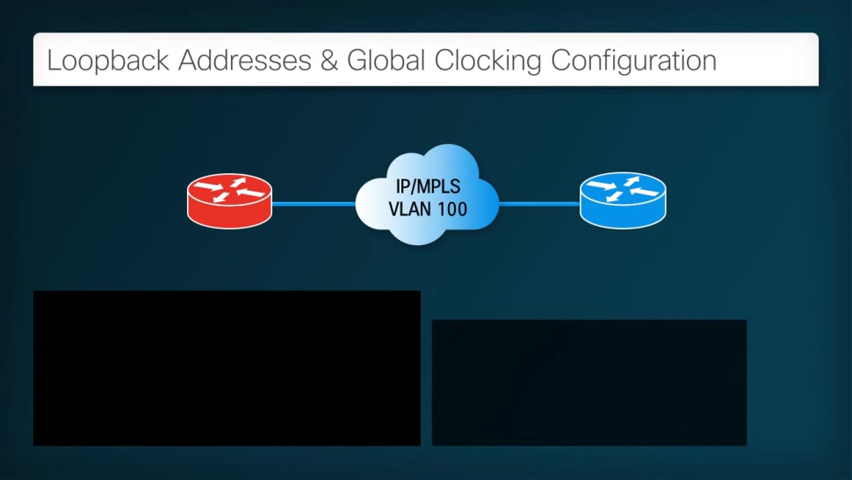 Loopback Addresses & Global Clocking Configuration
IP/MPLS
VLAN 100